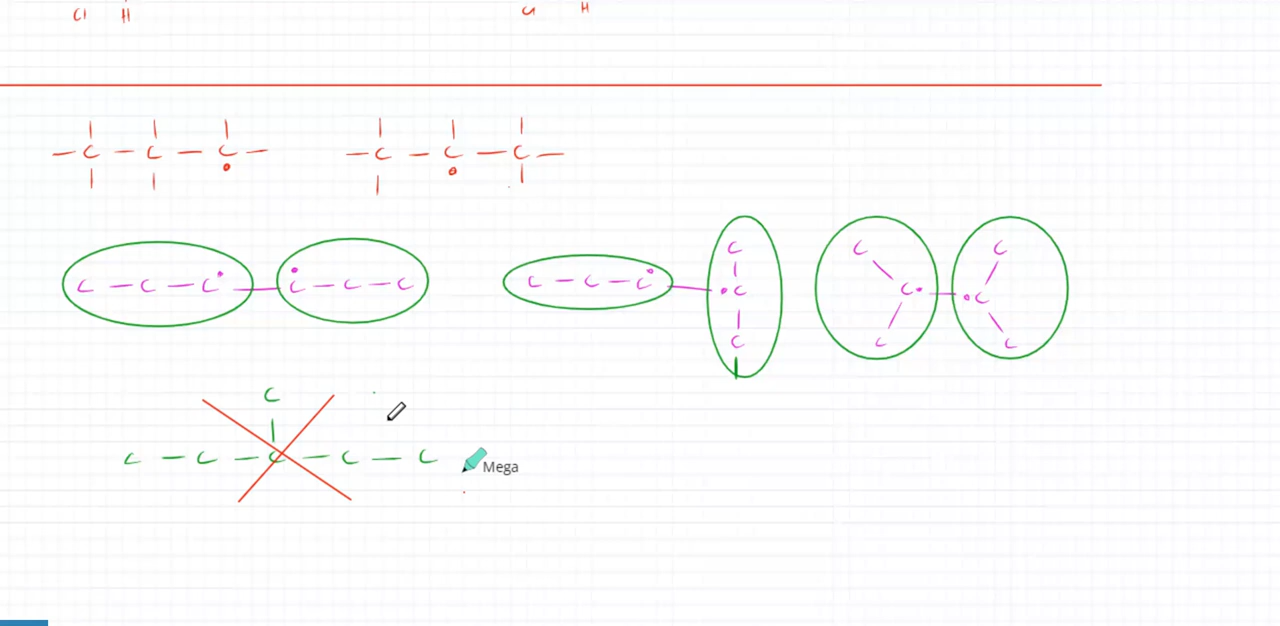 Cl H Cl H
— C — C — C — — C — C — C —
C C C
C — C — C• — •C — C — C C — C — C• — •C C• — •C
C C C
C
C — C — C — C — C Mega